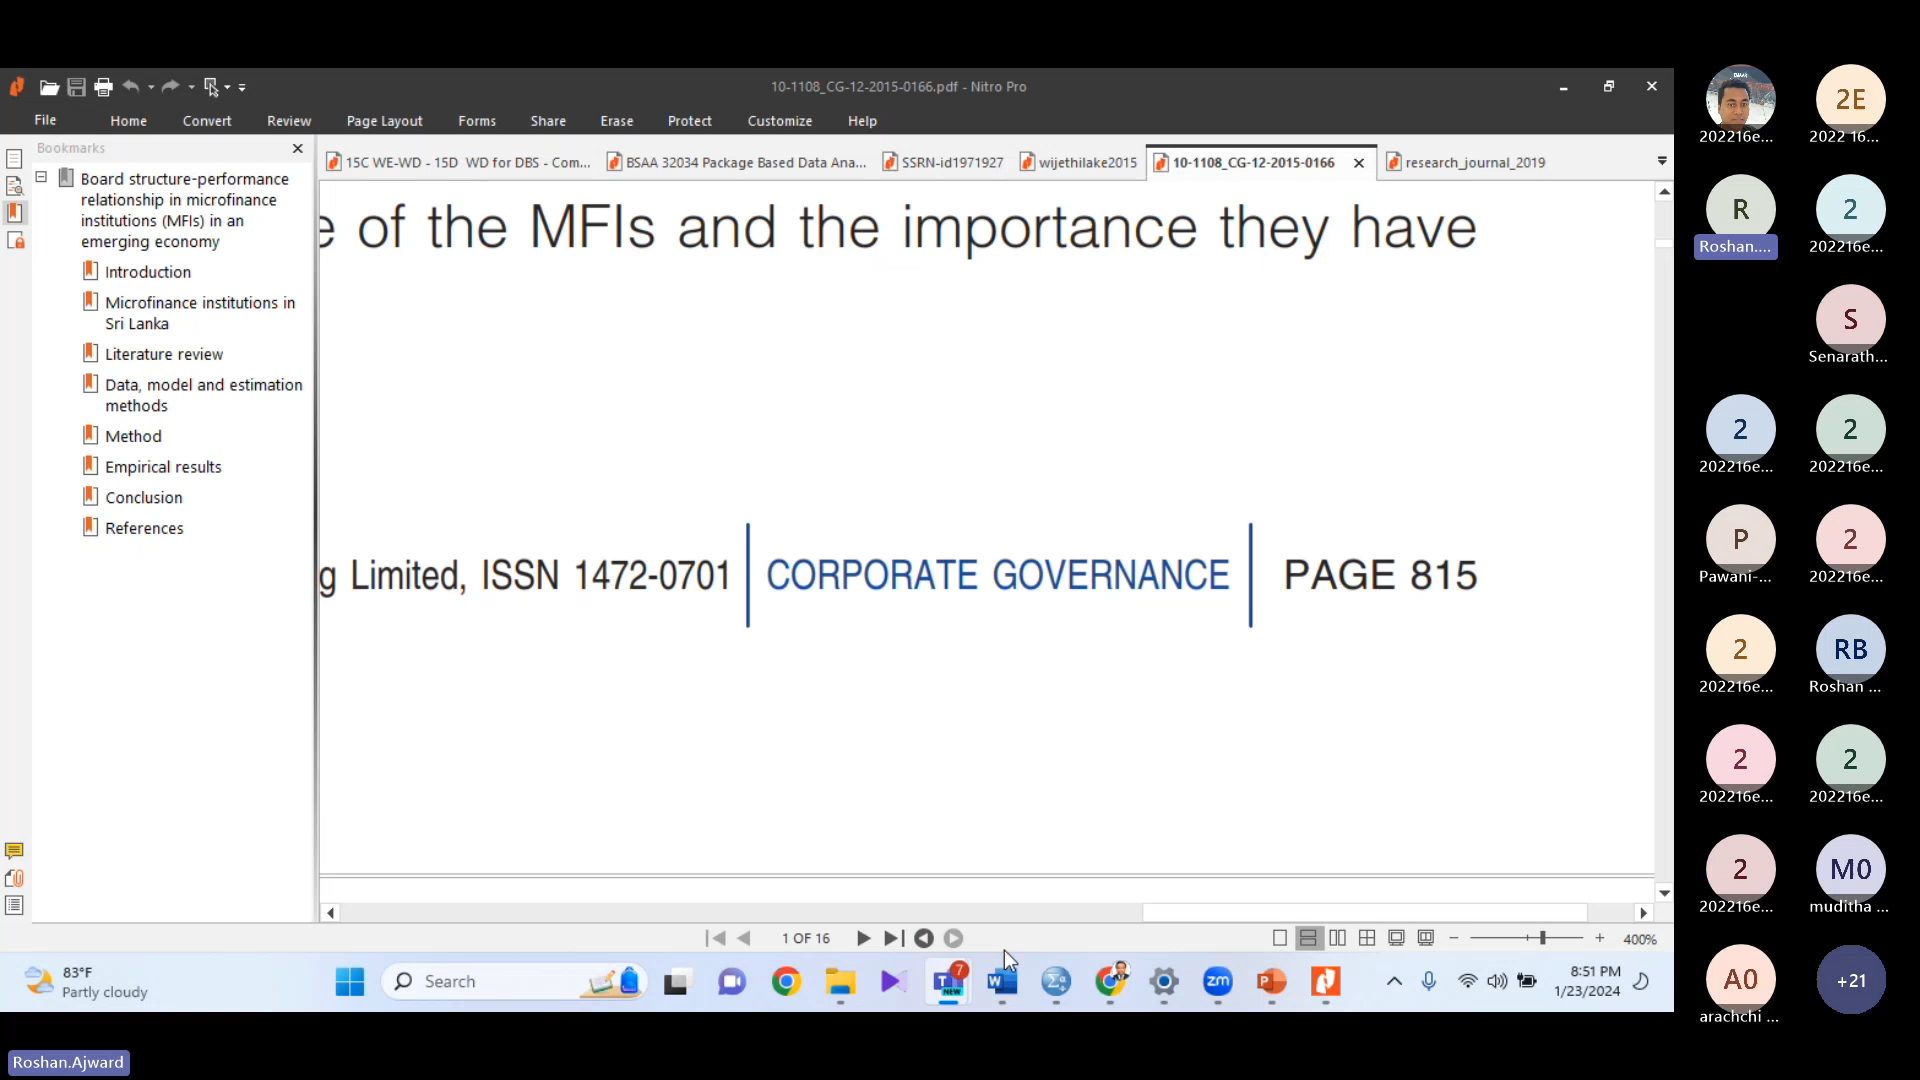 10-1108_CG-12-2015-0166.pdf - Nitro Pro
File Home Convert Review Page Layout Forms Share Erase Protect Customize Help
Bookmarks
15C WE-WD - 15D WD for DBS - Com...
BSAA 32034 Package Based Data Ana...
SSRN-id1971927
wijethilake2015
10-1108_CG-12-2015-0166
research_journal_2019
Board structure-performance
relationship in microfinance
institutions (MFIs) in an
emerging economy
Introduction
Microfinance institutions in
Sri Lanka
Literature review
Data, model and estimation
methods
Method
Empirical results
Conclusion
References
e of the MFIs and the importance they have
g Limited, ISSN 1472-0701 CORPORATE GOVERNANCE PAGE 815
1 OF 16
400%
83°F
Partly cloudy
Search
7
NEW
zm
8:51 PM
1/23/2024
202216e...
2E
2022 16...
R
Roshan....
2
202216e...
S
Senarath...
2
202216e...
2
202216e...
P
Pawani-...
2
202216e...
2
202216e...
RB
Roshan ...
2
202216e...
2
202216e...
2
202216e...
M0
muditha ...
A0
arachchi ...
+21
Roshan.Ajward